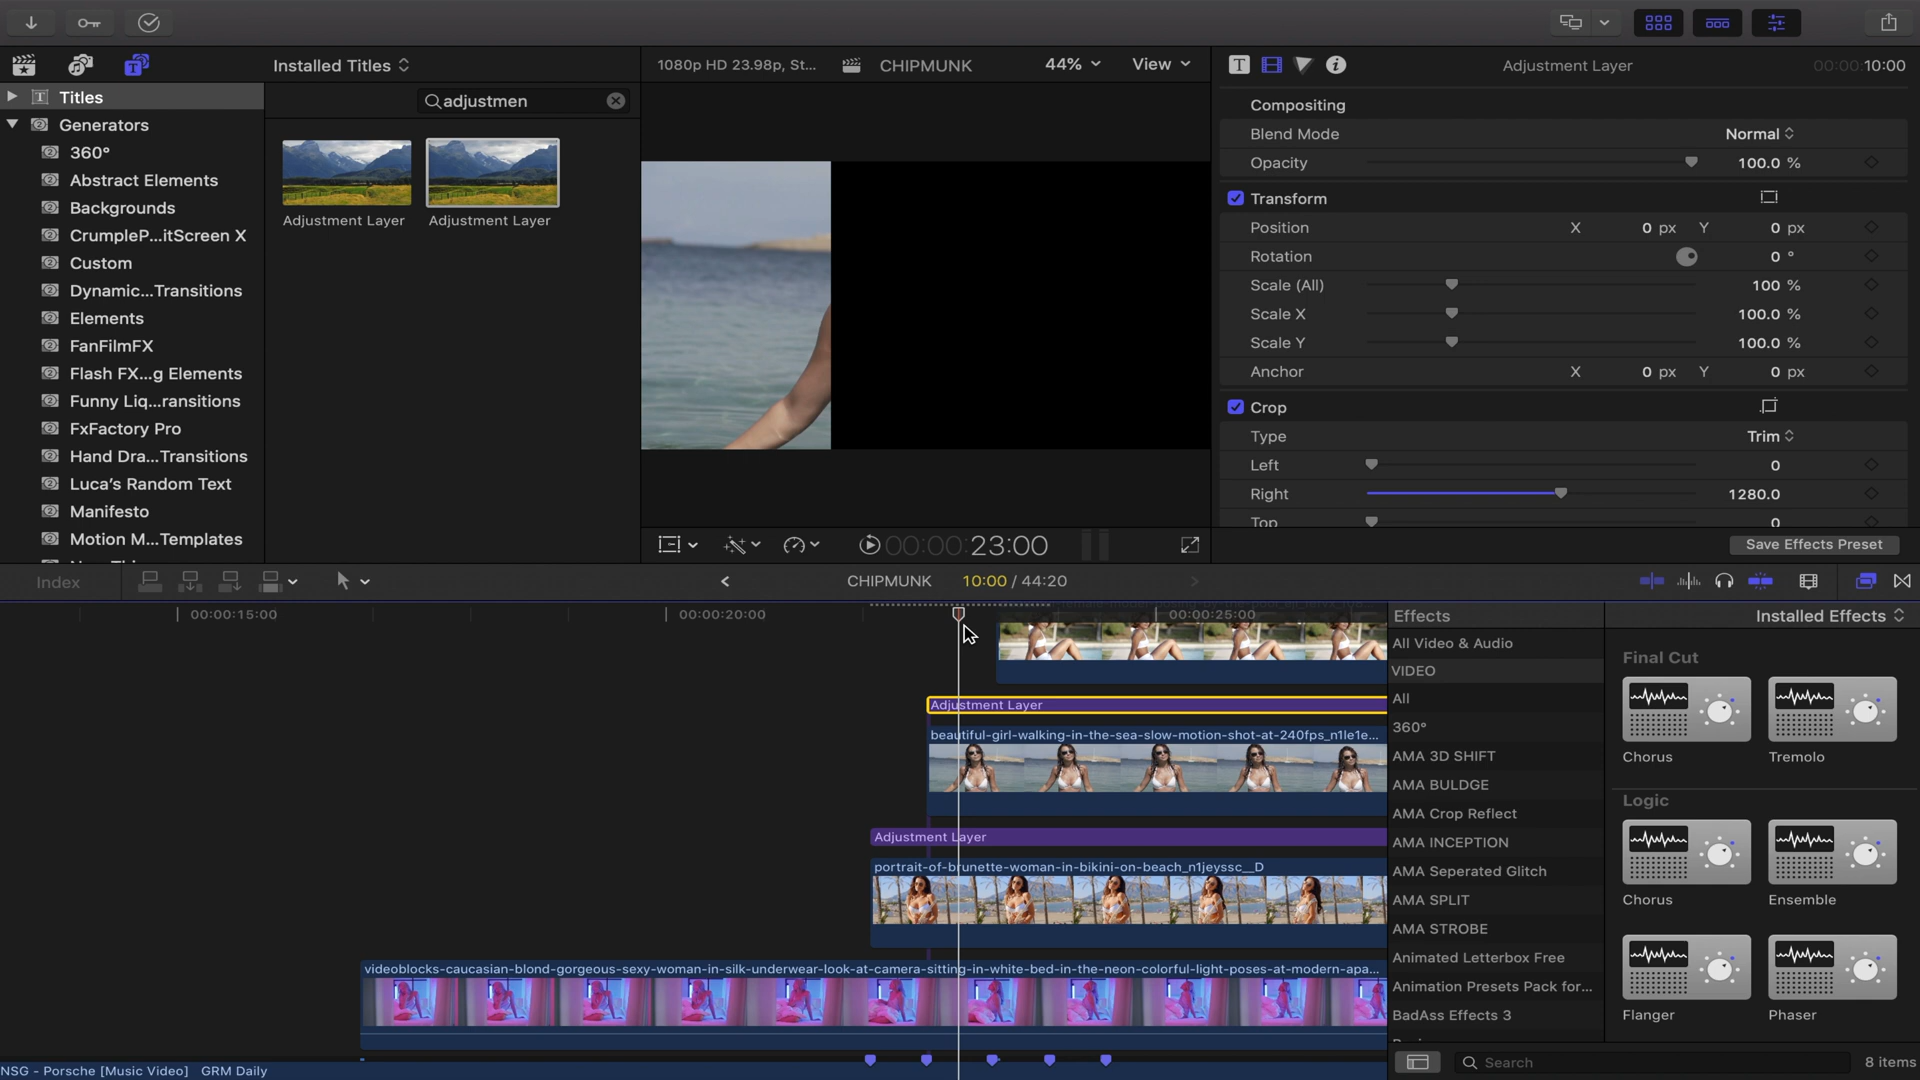 Installed Titles
1080p HD 23.98p, St...
CHIPMUNK
44%
View
Adjustment Layer
00:00:10:00
Titles
Generators
360°
Abstract Elements
Backgrounds
CrumpleP...itScreen X
Custom
Dynamic...Transitions
Elements
FanFilmFX
Flash FX...g Elements
Funny Liq...ransitions
FxFactory Pro
Hand Dra...Transitions
Luca's Random Text
Manifesto
Motion M...Templates
adjustmen
Adjustment Layer
Adjustment Layer
Compositing
Blend Mode
Normal
Opacity
100.0 %
Transform
Position
X 0 px Y 0 px
Rotation
0 °
Scale (All)
100 %
Scale X
100.0 %
Scale Y
100.0 %
Anchor
X 0 px Y 0 px
Crop
Type
Trim
Left
0
Right
1280.0
Top
0
00:00:23:00
Save Effects Preset
Index
CHIPMUNK
10:00 / 44:20
00:00:15:00
00:00:20:00
00:00:25:00
Adjustment Layer
beautiful-girl-walking-in-the-sea-slow-motion-shot-at-240fps_n1le1e...
Adjustment Layer
portrait-of-brunette-woman-in-bikini-on-beach_n1jeyssc__D
videoblocks-caucasian-blond-gorgeous-sexy-woman-in-silk-underwear-look-at-camera-sitting-in-white-bed-in-the-neon-colorful-light-poses-at-modern-apa...
NSG - Porsche [Music Video] GRM Daily
Effects
Installed Effects
All Video & Audio
VIDEO
All
360°
AMA 3D SHIFT
AMA BULDGE
AMA Crop Reflect
AMA INCEPTION
AMA Seperated Glitch
AMA SPLIT
AMA STROBE
Animated Letterbox Free
Animation Presets Pack for...
BadAss Effects 3
Final Cut
Chorus
Tremolo
Logic
Chorus
Ensemble
Flanger
Phaser
Search
8 items